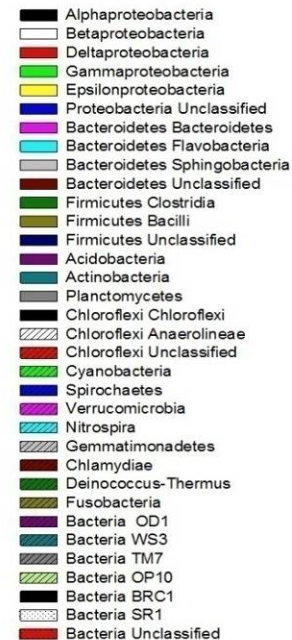 Alphaproteobacteria
Betaproteobacteria
Deltaproteobacteria
Gammaproteobacteria
Epsilonproteobacteria
Proteobacteria Unclassified
Bacteroidetes Bacteroidetes
Bacteroidetes Flavobacteria
Bacteroidetes Sphingobacteria
Bacteroidetes Unclassified
Firmicutes Clostridia
Firmicutes Bacilli
Firmicutes Unclassified
Acidobacteria
Actinobacteria
Planctomycetes
Chloroflexi Chloroflexi
Chloroflexi Anaerolineae
Chloroflexi Unclassified
Cyanobacteria
Spirochaetes
Verrucomicrobia
Nitrospira
Gemmatimonadetes
Chlamydiae
Deinococcus-Thermus
Fusobacteria
Bacteria OD1
Bacteria WS3
Bacteria TM7
Bacteria OP10
Bacteria BRC1
Bacteria SR1
Bacteria Unclassified